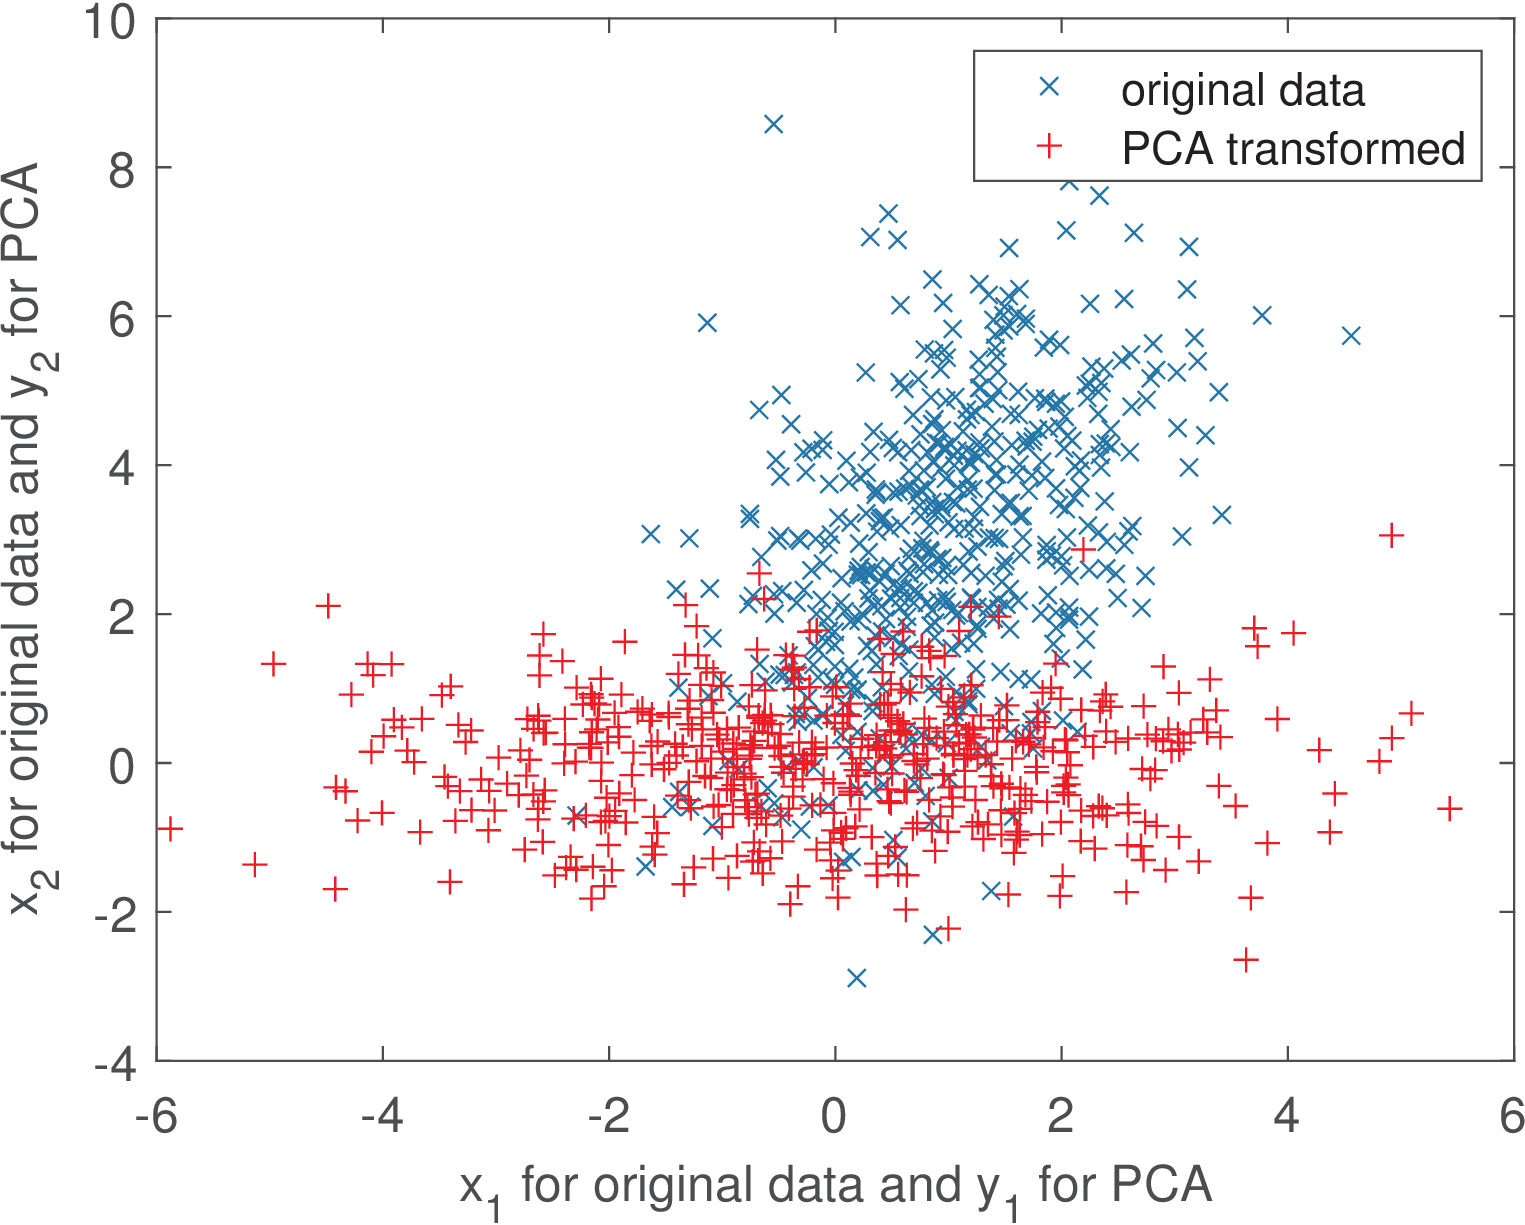 10
8
6
4
2
0
-2
-4
-6 -4 -2 0 2 4 6
x₂ for original data and y₂ for PCA
x₁ for original data and y₁ for PCA
original data
PCA transformed